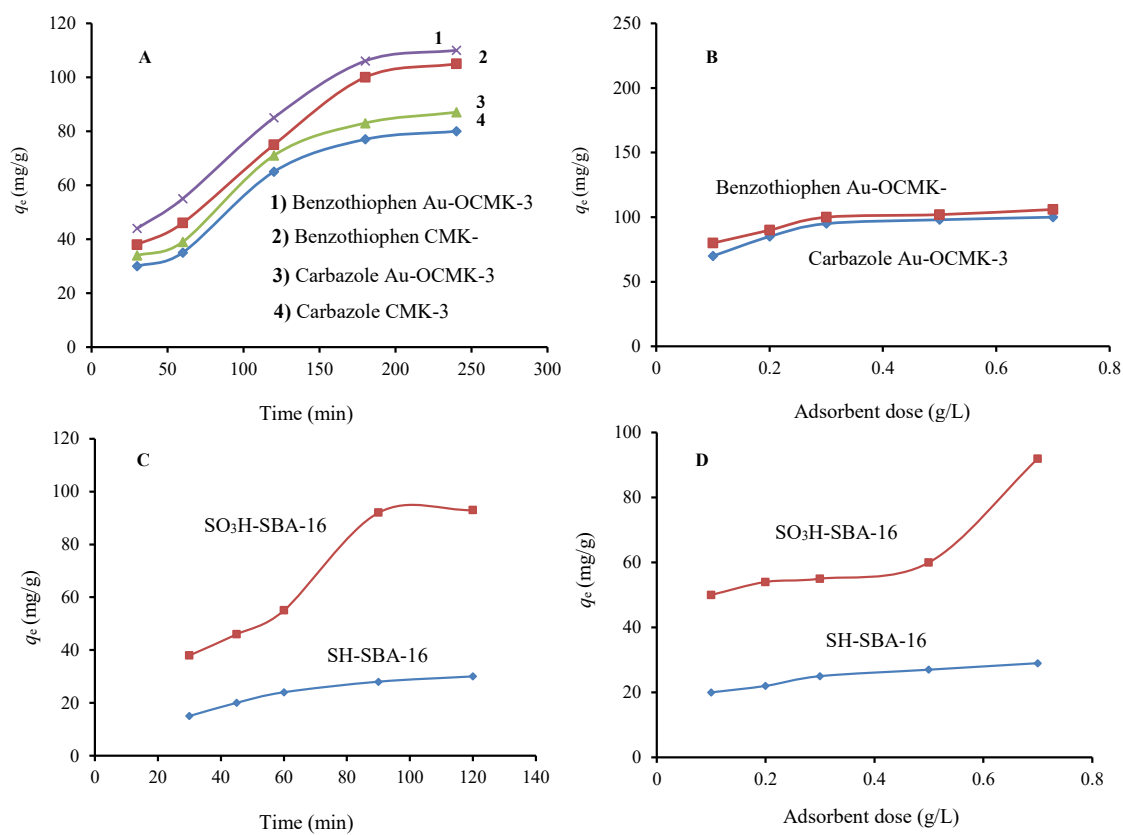 A
120
100
80
60
40
20
0
qe (mg/g)
0 50 100 150 200 250 300
Time (min)
1
2
3
4
1) Benzothiophen Au-OCMK-3
2) Benzothiophen CMK-
3) Carbazole Au-OCMK-3
4) Carbazole CMK-3
B
250
200
150
100
50
0
qe (mg/g)
0 0.2 0.4 0.6 0.8
Adsorbent dose (g/L)
Benzothiophen Au-OCMK-
Carbazole Au-OCMK-3
C
120
100
80
60
40
20
0
qe (mg/g)
0 20 40 60 80 100 120 140
Time (min)
SO₃H-SBA-16
SH-SBA-16
D
100
80
60
40
20
0
qe (mg/g)
0 0.2 0.4 0.6 0.8
Adsorbent dose (g/L)
SO₃H-SBA-16
SH-SBA-16